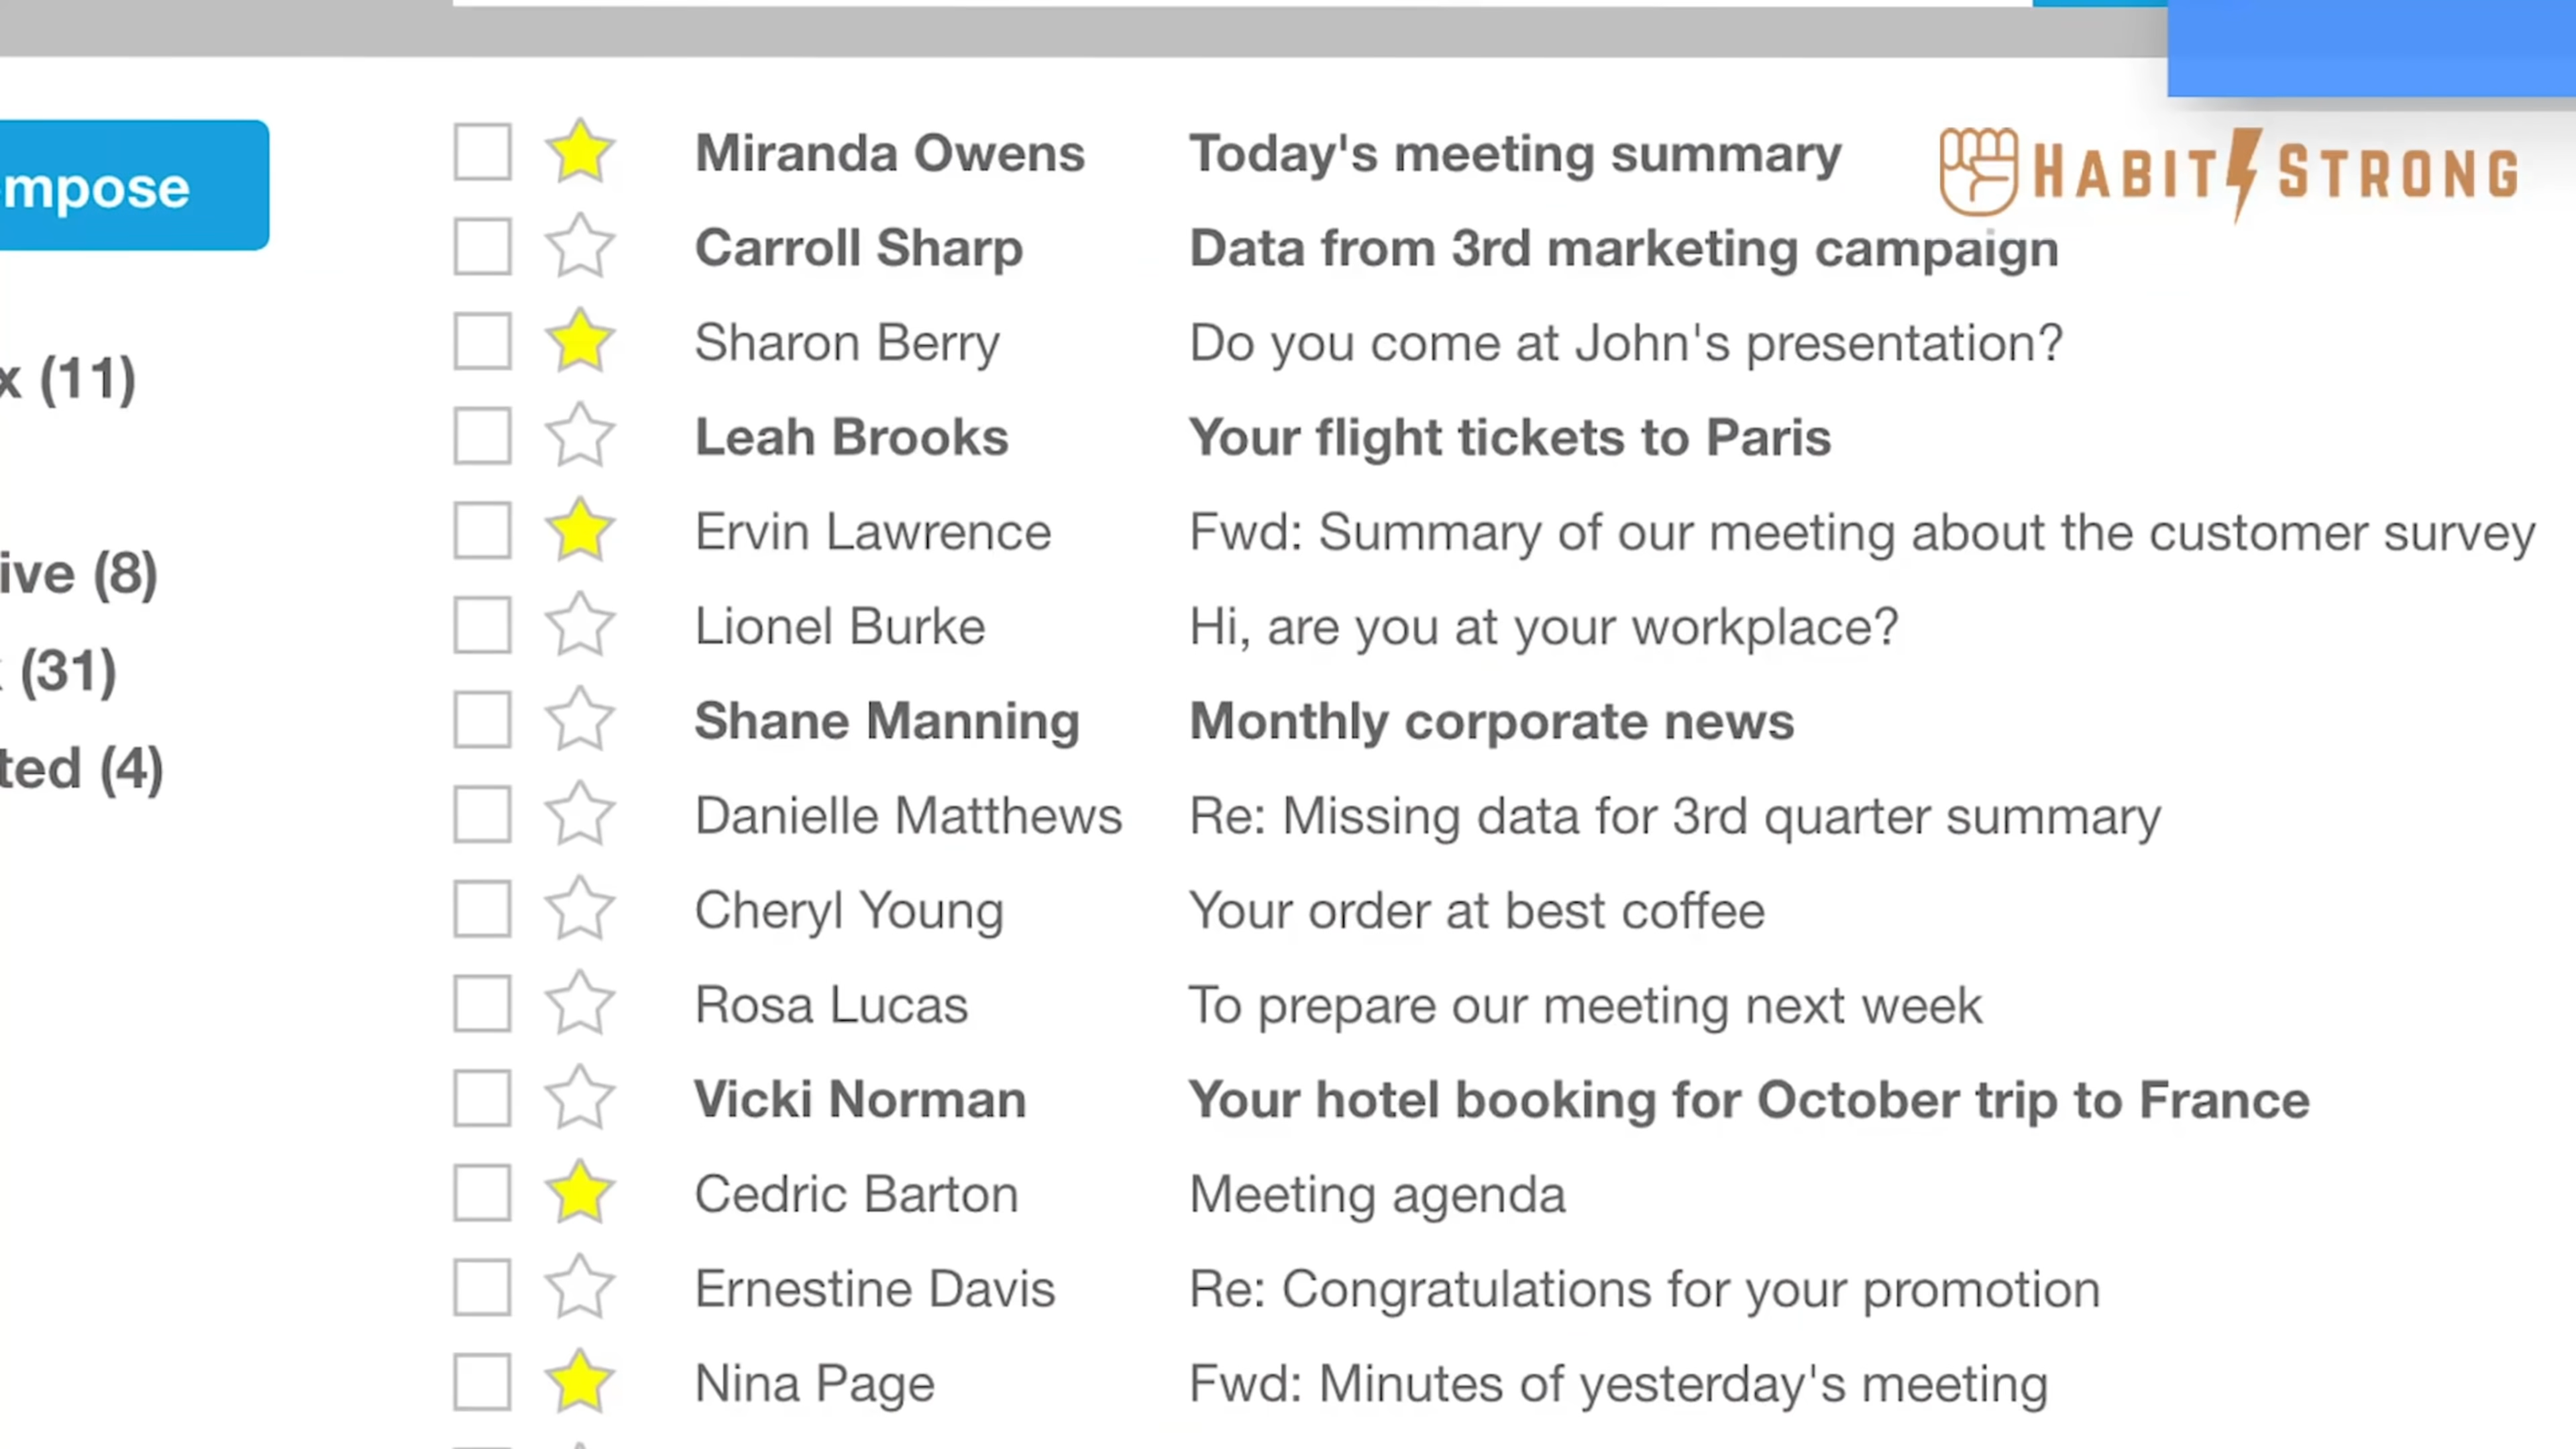 HABIT STRONG
mpose
x (11)
ive (8)
(31)
ted (4)
Miranda Owens Today's meeting summary
Carroll Sharp Data from 3rd marketing campaign
Sharon Berry Do you come at John's presentation?
Leah Brooks Your flight tickets to Paris
Ervin Lawrence Fwd: Summary of our meeting about the customer survey
Lionel Burke Hi, are you at your workplace?
Shane Manning Monthly corporate news
Danielle Matthews Re: Missing data for 3rd quarter summary
Cheryl Young Your order at best coffee
Rosa Lucas To prepare our meeting next week
Vicki Norman Your hotel booking for October trip to France
Cedric Barton Meeting agenda
Ernestine Davis Re: Congratulations for your promotion
Nina Page Fwd: Minutes of yesterday's meeting